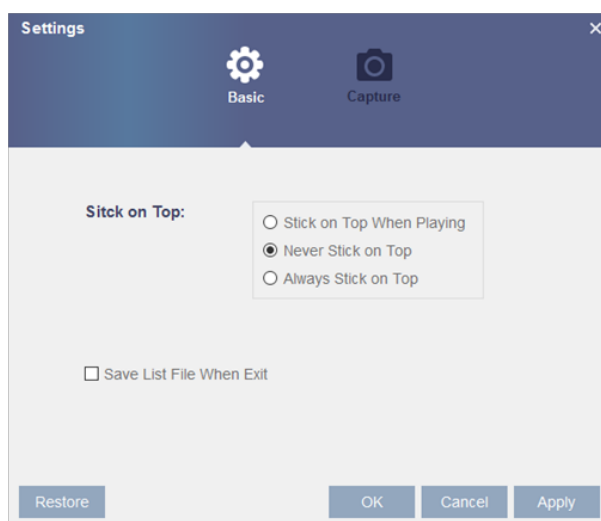 Settings
Basic
Capture
Sitck on Top:
Stick on Top When Playing
Never Stick on Top
Always Stick on Top
Save List File When Exit
Restore
OK
Cancel
Apply